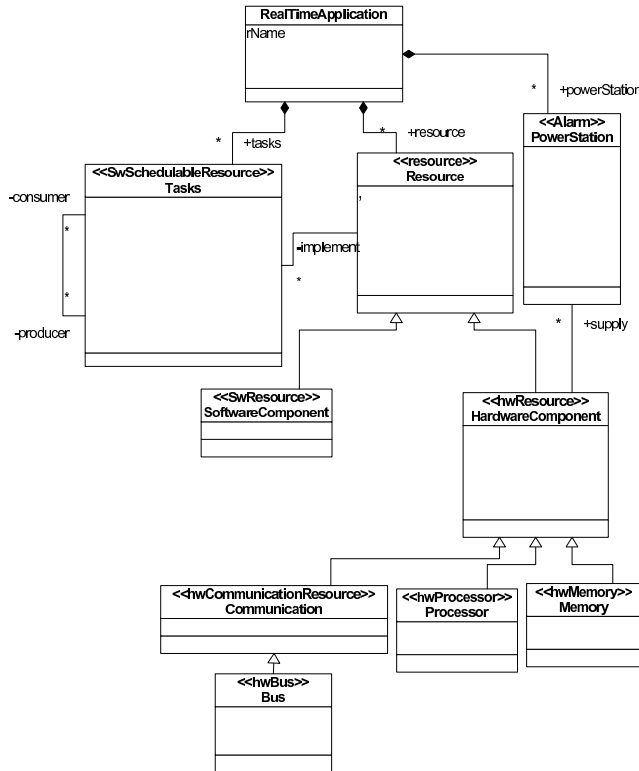 RealTimeApplication
rName
* +powerStation
* +tasks
* +resource
<<Alarm>>
PowerStation
<<SwSchedulableResource>>
Tasks
<<resource>>
Resource
,
-consumer
*
-implement
*
*
-producer
* +supply
<<SwResource>>
SoftwareComponent
<<hwResource>>
HardwareComponent
<<hwCommunicationResource>>
Communication
<<hwProcessor>>
Processor
<<hwMemory>>
Memory
<<hwBus>>
Bus